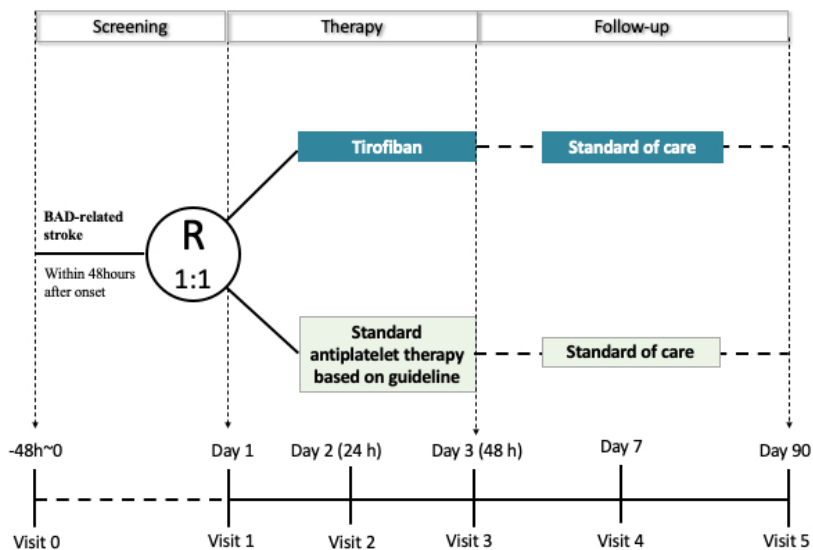 Screening
Therapy
Follow-up
Tirofiban
Standard of care
BAD-related
stroke
Within 48hours
after onset
R
1:1
Standard
antiplatelet therapy
based on guideline
Standard of care
-48h~0
Day 1
Day 2 (24 h)
Day 3 (48 h)
Day 7
Day 90
Visit 0
Visit 1
Visit 2
Visit 3
Visit 4
Visit 5